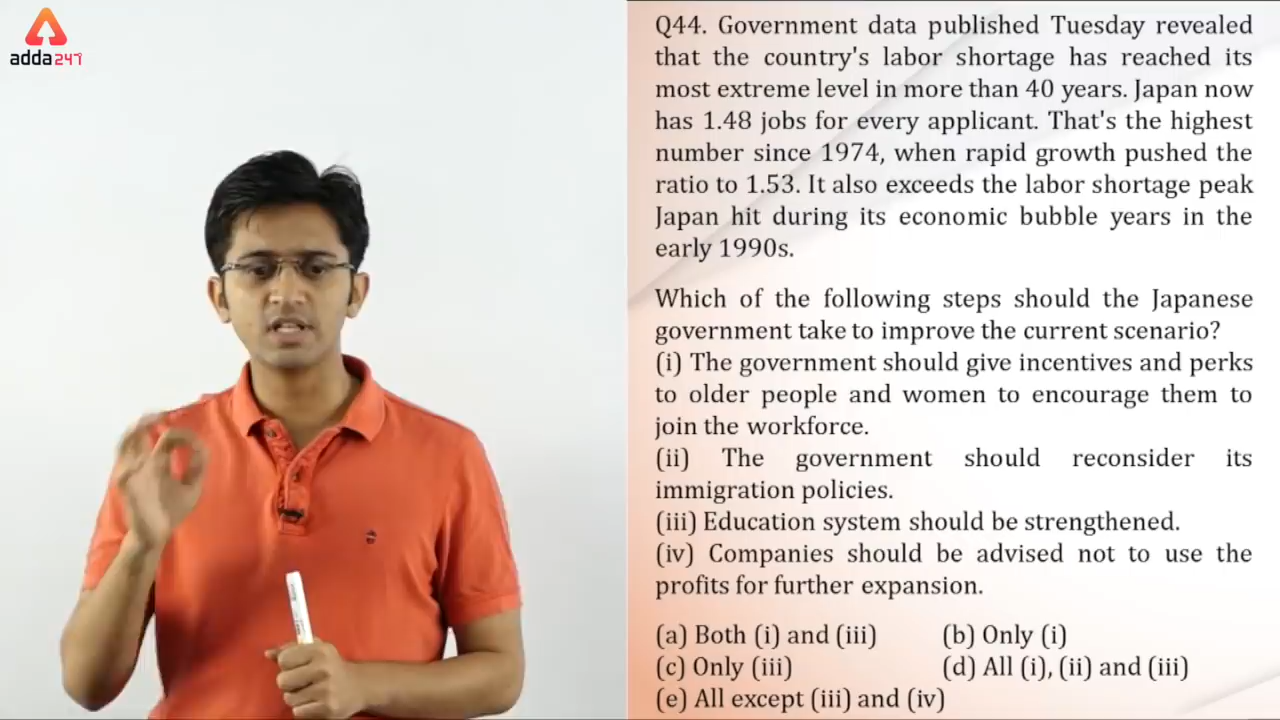 adda247
Q44. Government data published Tuesday revealed
that the country's labor shortage has reached its
most extreme level in more than 40 years. Japan now
has 1.48 jobs for every applicant. That's the highest
number since 1974, when rapid growth pushed the
ratio to 1.53. It also exceeds the labor shortage peak
Japan hit during its economic bubble years in the
early 1990s.
Which of the following steps should the Japanese
government take to improve the current scenario?
(i) The government should give incentives and perks
to older people and women to encourage them to
join the workforce.
(ii) The government should reconsider its
immigration policies.
(iii) Education system should be strengthened.
(iv) Companies should be advised not to use the
profits for further expansion.
(a) Both (i) and (iii) (b) Only (i)
(c) Only (iii) (d) All (i), (ii) and (iii)
(e) All except (iii) and (iv)